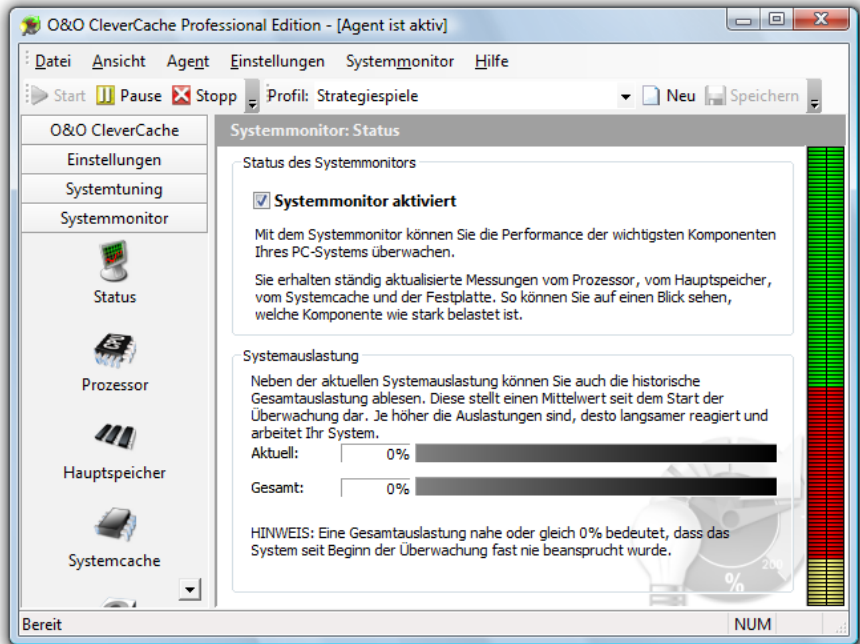 O&O CleverCache Professional Edition - [Agent ist aktiv]
Datei Ansicht Agent Einstellungen Systemmonitor Hilfe
Start Pause Stopp Profil: Strategiespiele Neu Speichern
O&O CleverCache
Einstellungen
Systemtuning
Systemmonitor
Status
Prozessor
Hauptspeicher
Systemcache
Systemmonitor: Status
Status des Systemmonitors
Systemmonitor aktiviert
Mit dem Systemmonitor können Sie die Performance der wichtigsten Komponenten
Ihres PC-Systems überwachen.
Sie erhalten ständig aktualisierte Messungen vom Prozessor, vom Hauptspeicher,
vom Systemcache und der Festplatte. So können Sie auf einen Blick sehen,
welche Komponente wie stark belastet ist.
Systemauslastung
Neben der aktuellen Systemauslastung können Sie auch die historische
Gesamtauslastung ablesen. Diese stellt einen Mittelwert seit dem Start der
Überwachung dar. Je höher die Auslastungen sind, desto langsamer reagiert und
arbeitet Ihr System.
Aktuell: 0%
Gesamt: 0%
HINWEIS: Eine Gesamtauslastung nahe oder gleich 0% bedeutet, dass das
System seit Beginn der Überwachung fast nie beansprucht wurde.
200
%
Bereit NUM